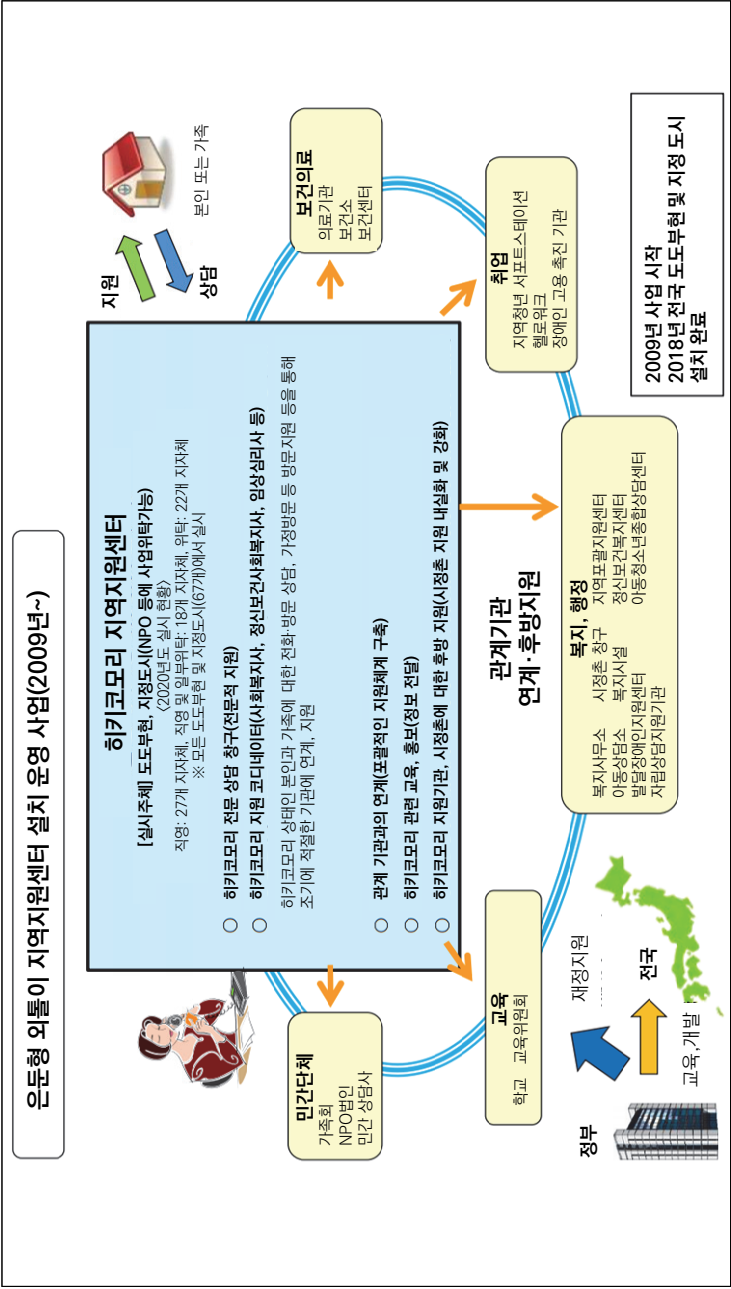 은둔형 외톨이 지역지원센터 설치 운영 사업(2009년~)
히키코모리 지역지원센터
[실시주체] 도도부현, 지정도시(NPO 등에 사업위탁가능)
〈2020년도 실시 현황〉
직영: 27개 지자체, 직영 및 일부위탁: 18개 지자체, 위탁: 22개 지자체
※ 모든 도도부현 및 지정도시(67개)에서 실시
○ 히키코모리 전문 상담 창구(전문적 지원)
○ 히키코모리 지원 코디네이터(사회복지사, 정신보건사회복지사, 임상심리사 등)
히키코모리 상태인 본인과 가족에 대한 전화·방문 상담, 가정방문 등 방문지원 등을 통해
조기에 적절한 기관에 연계, 지원
○ 관계 기관과의 연계(포괄적인 지원체계 구축)
○ 히키코모리 관련 교육, 홍보(정보 전달)
○ 히키코모리 지원기관, 시정촌에 대한 후방 지원(시정촌 지원 내실화 및 강화)
지원
상담
본인 또는 가족
민간단체
가족회
NPO법인
민간 상담사
보건의료
의료기관
보건소
보건센터
관계기관
연계·후방지원
교육
학교 교육위원회
복지, 행정
복지사무소 시정촌 창구 지역포괄지원센터
아동상담소 복지시설 정신보건복지센터
발달장애인지원센터 아동청소년종합상담센터
자립상담지원기관
취업
지역청년 서포트스테이션
헬로워크
장애인 고용 촉진 기관
정부
재정지원
전국
교육,개발
2009년 사업 시작
2018년 전국 도도부현 및 지정 도시
설치 완료